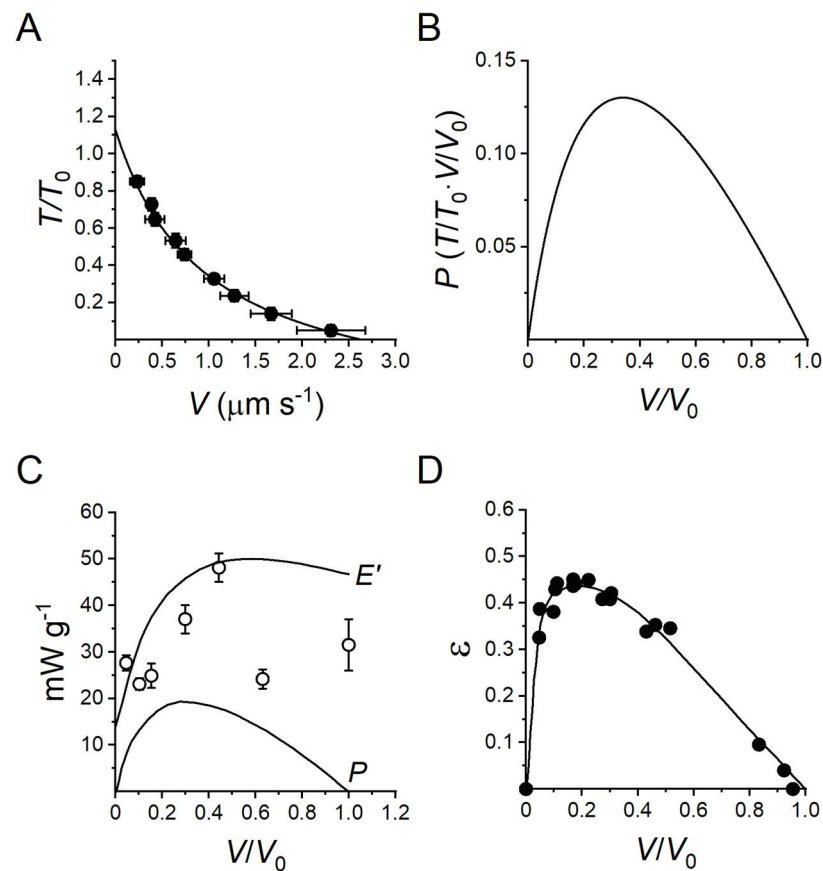 A
T/T₀
1.4
1.2
1.0
0.8
0.6
0.4
0.2
0 0.5 1.0 1.5 2.0 2.5 3.0
V (μm s⁻¹)
B
P (T/T₀·V/V₀)
0.15
0.10
0.05
0 0.2 0.4 0.6 0.8 1.0
V/V₀
C
mW g⁻¹
60
50
40
30
20
10
E'
P
0 0.2 0.4 0.6 0.8 1.0 1.2
V/V₀
D
ε
0.6
0.5
0.4
0.3
0.2
0.1
0 0.2 0.4 0.6 0.8 1.0
V/V₀